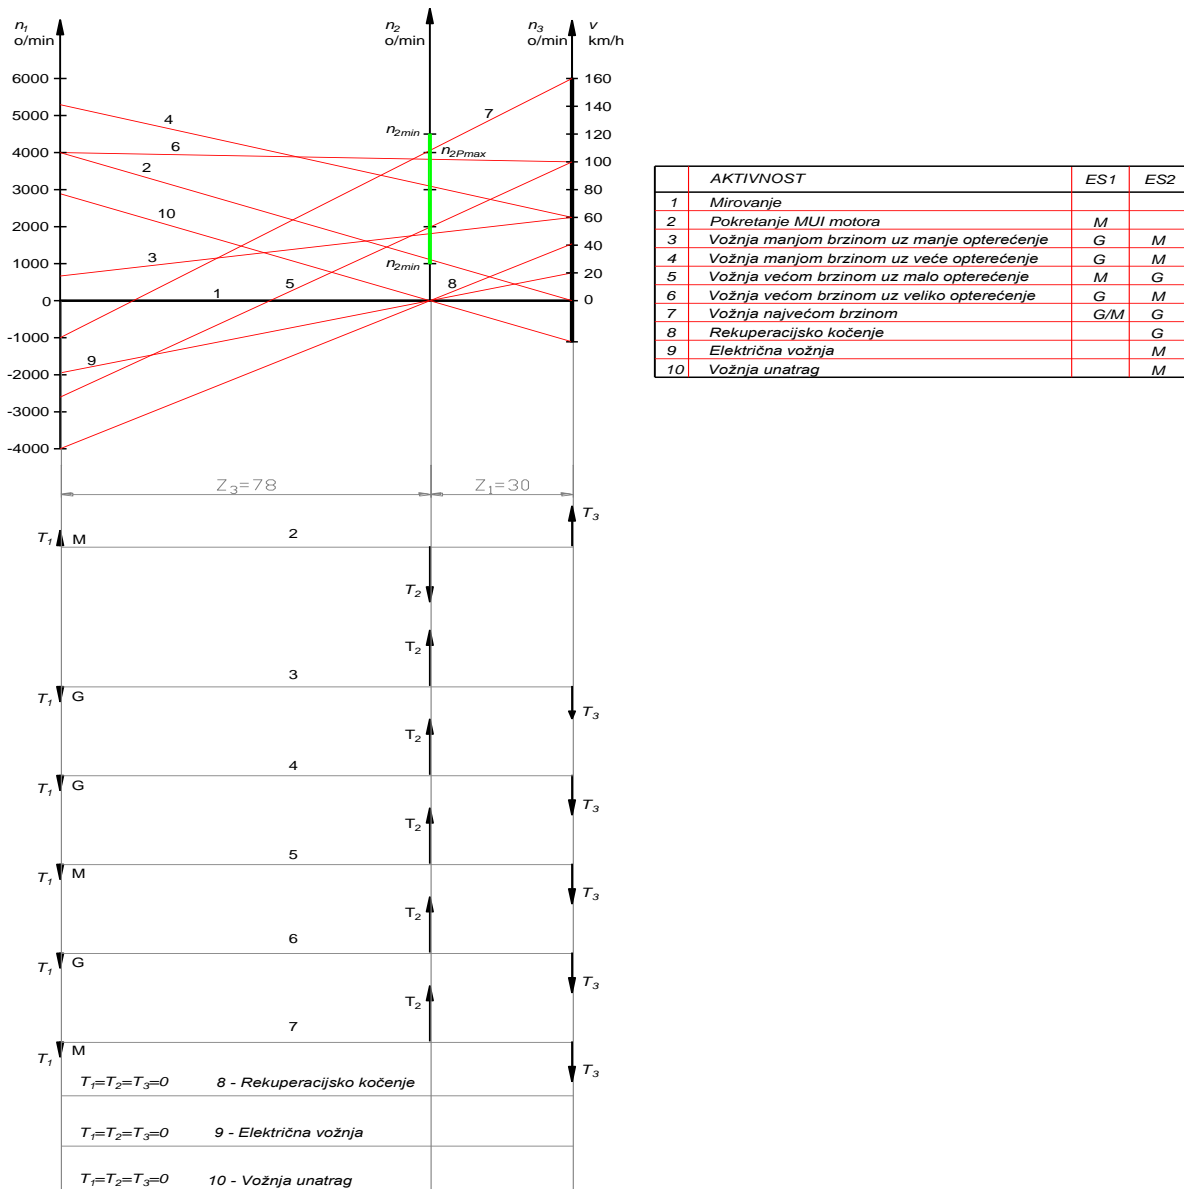 n1 n2 n3 v
o/min o/min o/min km/h
6000 160
5000 140
4000 120
3000 100
2000 80
1000 60
0 40
-1000 20
-2000 0
-3000
-4000
n2min
n2Pmax
n2min
4
6
2
10
3
1
5
9
8
7
AKTIVNOST ES1 ES2
1 Mirovanje
2 Pokretanje MUI motora M
3 Vožnja manjom brzinom uz manje opterećenje G M
4 Vožnja manjom brzinom uz veće opterećenje G M
5 Vožnja većom brzinom uz malo opterećenje M G
6 Vožnja većom brzinom uz veliko opterećenje G M
7 Vožnja najvećom brzinom G/M G
8 Rekuperacijsko kočenje G
9 Električna vožnja M
10 Vožnja unatrag M
Z3=78 Z1=30
T1 M 2 T3
T2
T2
3
T1 G T3
T2
4
T1 G T3
T2
5
T1 M T3
T2
6
T1 G T3
T2
7
T1 M T3
T1=T2=T3=0 8 - Rekuperacijsko kočenje
T1=T2=T3=0 9 - Električna vožnja
T1=T2=T3=0 10 - Vožnja unatrag